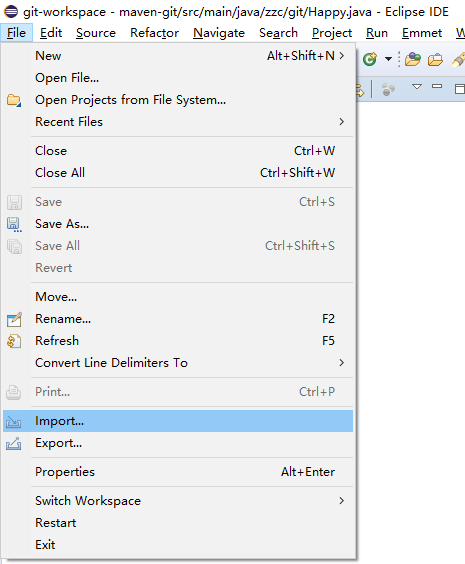 git-workspace - maven-git/src/main/java/zzc/git/Happy.java - Eclipse IDE
File Edit Source Refactor Navigate Search Project Run Emmet W
New Alt+Shift+N
Open File...
Open Projects from File System...
Recent Files
Close Ctrl+W
Close All Ctrl+Shift+W
Save Ctrl+S
Save As...
Save All Ctrl+Shift+S
Revert
Move...
Rename... F2
Refresh F5
Convert Line Delimiters To
Print... Ctrl+P
Import...
Export...
Properties Alt+Enter
Switch Workspace
Restart
Exit